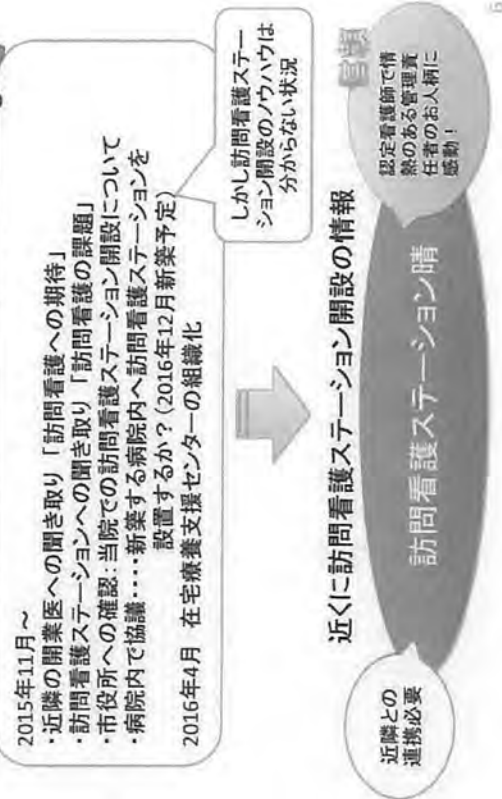 2015年11月~
・近隣の開業医への聞き取り「訪問看護への期待」
・訪問看護ステーションへの聞き取り「訪問看護の課題」
・市役所への確認:当院での訪問看護ステーション開設について
・病院内で協議・・・・新築する病院内へ訪問看護ステーションを
設置するか?(2016年12月新築予定)
2016年4月 在宅療養支援センターの組織化
しかし訪問看護ステー
ション開設のノウハウは
分からない状況
近くに訪問看護ステーション開設の情報
近隣との
連携必要
訪問看護ステーション晴
信頼
認定看護師で情
熱のある管理責
任者のお人柄に
感動!
6